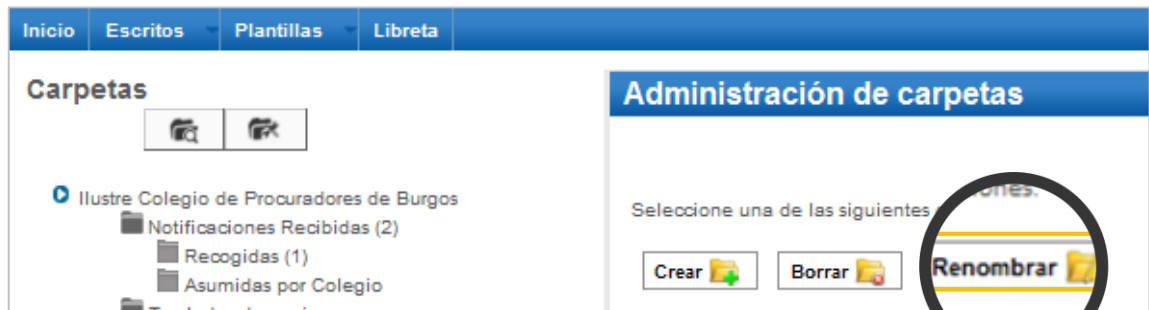 Inicio Escritos Plantillas Libreta
Carpetas
Ilustre Colegio de Procuradores de Burgos
Notificaciones Recibidas (2)
Recogidas (1)
Asumidas por Colegio
Administración de carpetas
Seleccione una de las siguientes
Crear Borrar Renombrar